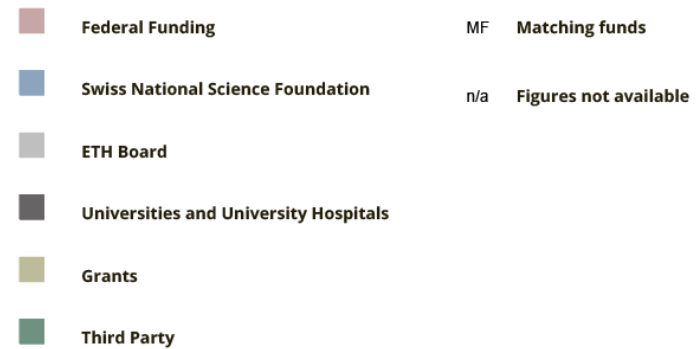 Federal Funding
Swiss National Science Foundation
ETH Board
Universities and University Hospitals
Grants
Third Party
MF Matching funds
n/a Figures not available